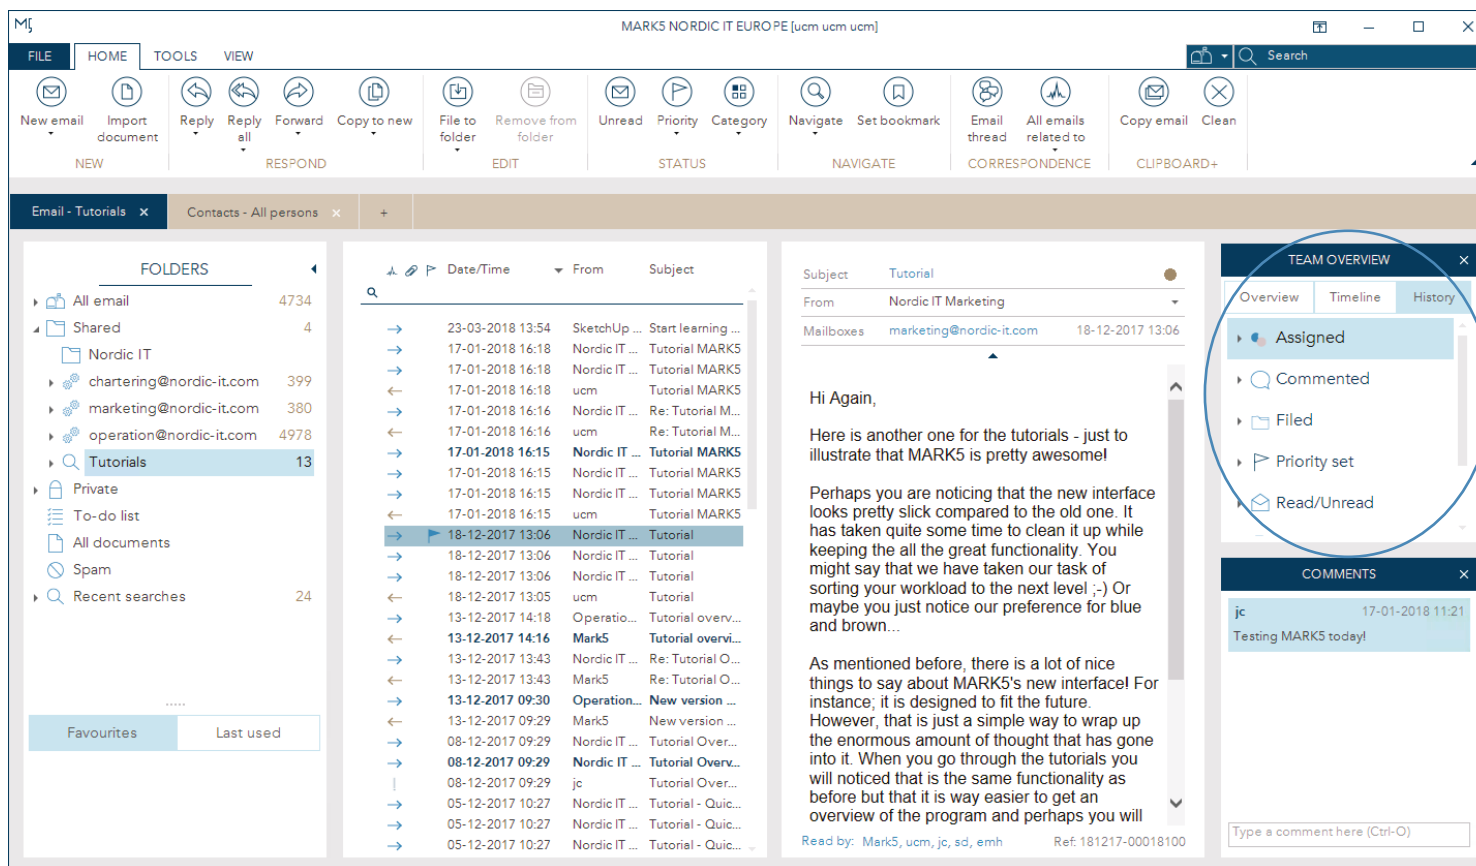 M5
MARK5 NORDIC IT EUROPE [ucm ucm ucm]
FILE HOME TOOLS VIEW
Search
New email
Import document
Reply
Reply all
Forward
Copy to new
File to folder
Remove from folder
Unread
Priority
Category
Navigate
Set bookmark
Email thread
All emails related to
Copy email
Clean
NEW RESPOND EDIT STATUS NAVIGATE CORRESPONDENCE CLIPBOARD+
Email - Tutorials × Contacts - All persons × +
FOLDERS
All email 4734
Shared 4
Nordic IT
chartering@nordic-it.com 399
marketing@nordic-it.com 380
operation@nordic-it.com 4978
Tutorials 13
Private
To-do list
All documents
Spam
Recent searches 24
Favourites Last used
Date/Time From Subject
23-03-2018 13:54 SketchUp ... Start learning ...
17-01-2018 16:18 Nordic IT ... Tutorial MARK5
17-01-2018 16:18 Nordic IT ... Tutorial MARK5
17-01-2018 16:18 ucm Tutorial MARK5
17-01-2018 16:16 Nordic IT ... Re: Tutorial M...
17-01-2018 16:16 ucm Re: Tutorial M...
17-01-2018 16:15 Nordic IT ... Tutorial MARK5
17-01-2018 16:15 Nordic IT ... Tutorial MARK5
17-01-2018 16:15 Nordic IT ... Tutorial MARK5
17-01-2018 16:15 ucm Tutorial MARK5
18-12-2017 13:06 Nordic IT ... Tutorial
18-12-2017 13:06 Nordic IT ... Tutorial
18-12-2017 13:06 Nordic IT ... Tutorial
18-12-2017 13:05 ucm Tutorial
13-12-2017 14:18 Operatio... Tutorial overv...
13-12-2017 14:16 Mark5 Tutorial overvi...
13-12-2017 13:43 Nordic IT ... Re: Tutorial O...
13-12-2017 13:43 Mark5 Re: Tutorial O...
13-12-2017 09:30 Operation... New version ...
13-12-2017 09:29 Mark5 New version ...
08-12-2017 09:29 Nordic IT ... Tutorial Over...
08-12-2017 09:29 Nordic IT ... Tutorial Overv...
08-12-2017 09:29 jc Tutorial Over...
05-12-2017 10:27 Nordic IT ... Tutorial - Quic...
05-12-2017 10:27 Nordic IT ... Tutorial - Quic...
05-12-2017 10:27 Nordic IT ... Tutorial - Quic...
Subject Tutorial
From Nordic IT Marketing
Mailboxes marketing@nordic-it.com 18-12-2017 13:06
Hi Again,
Here is another one for the tutorials - just to
illustrate that MARK5 is pretty awesome!
Perhaps you are noticing that the new interface
looks pretty slick compared to the old one. It
has taken quite some time to clean it up while
keeping the all the great functionality. You
might say that we have taken our task of
sorting your workload to the next level ;-) Or
maybe you just notice our preference for blue
and brown...
As mentioned before, there is a lot of nice
things to say about MARK5's new interface! For
instance; it is designed to fit the future.
However, that is just a simple way to wrap up
the enormous amount of thought that has gone
into it. When you go through the tutorials you
will noticed that is the same functionality as
before but that it is way easier to get an
overview of the program and perhaps you will
Read by: Mark5, ucm, jc, sd, emh Ref: 181217-00018100
TEAM OVERVIEW ×
Overview Timeline History
Assigned
Commented
Filed
Priority set
Read/Unread
COMMENTS ×
jc 17-01-2018 11:21
Testing MARK5 today!
Type a comment here (Ctrl-O)